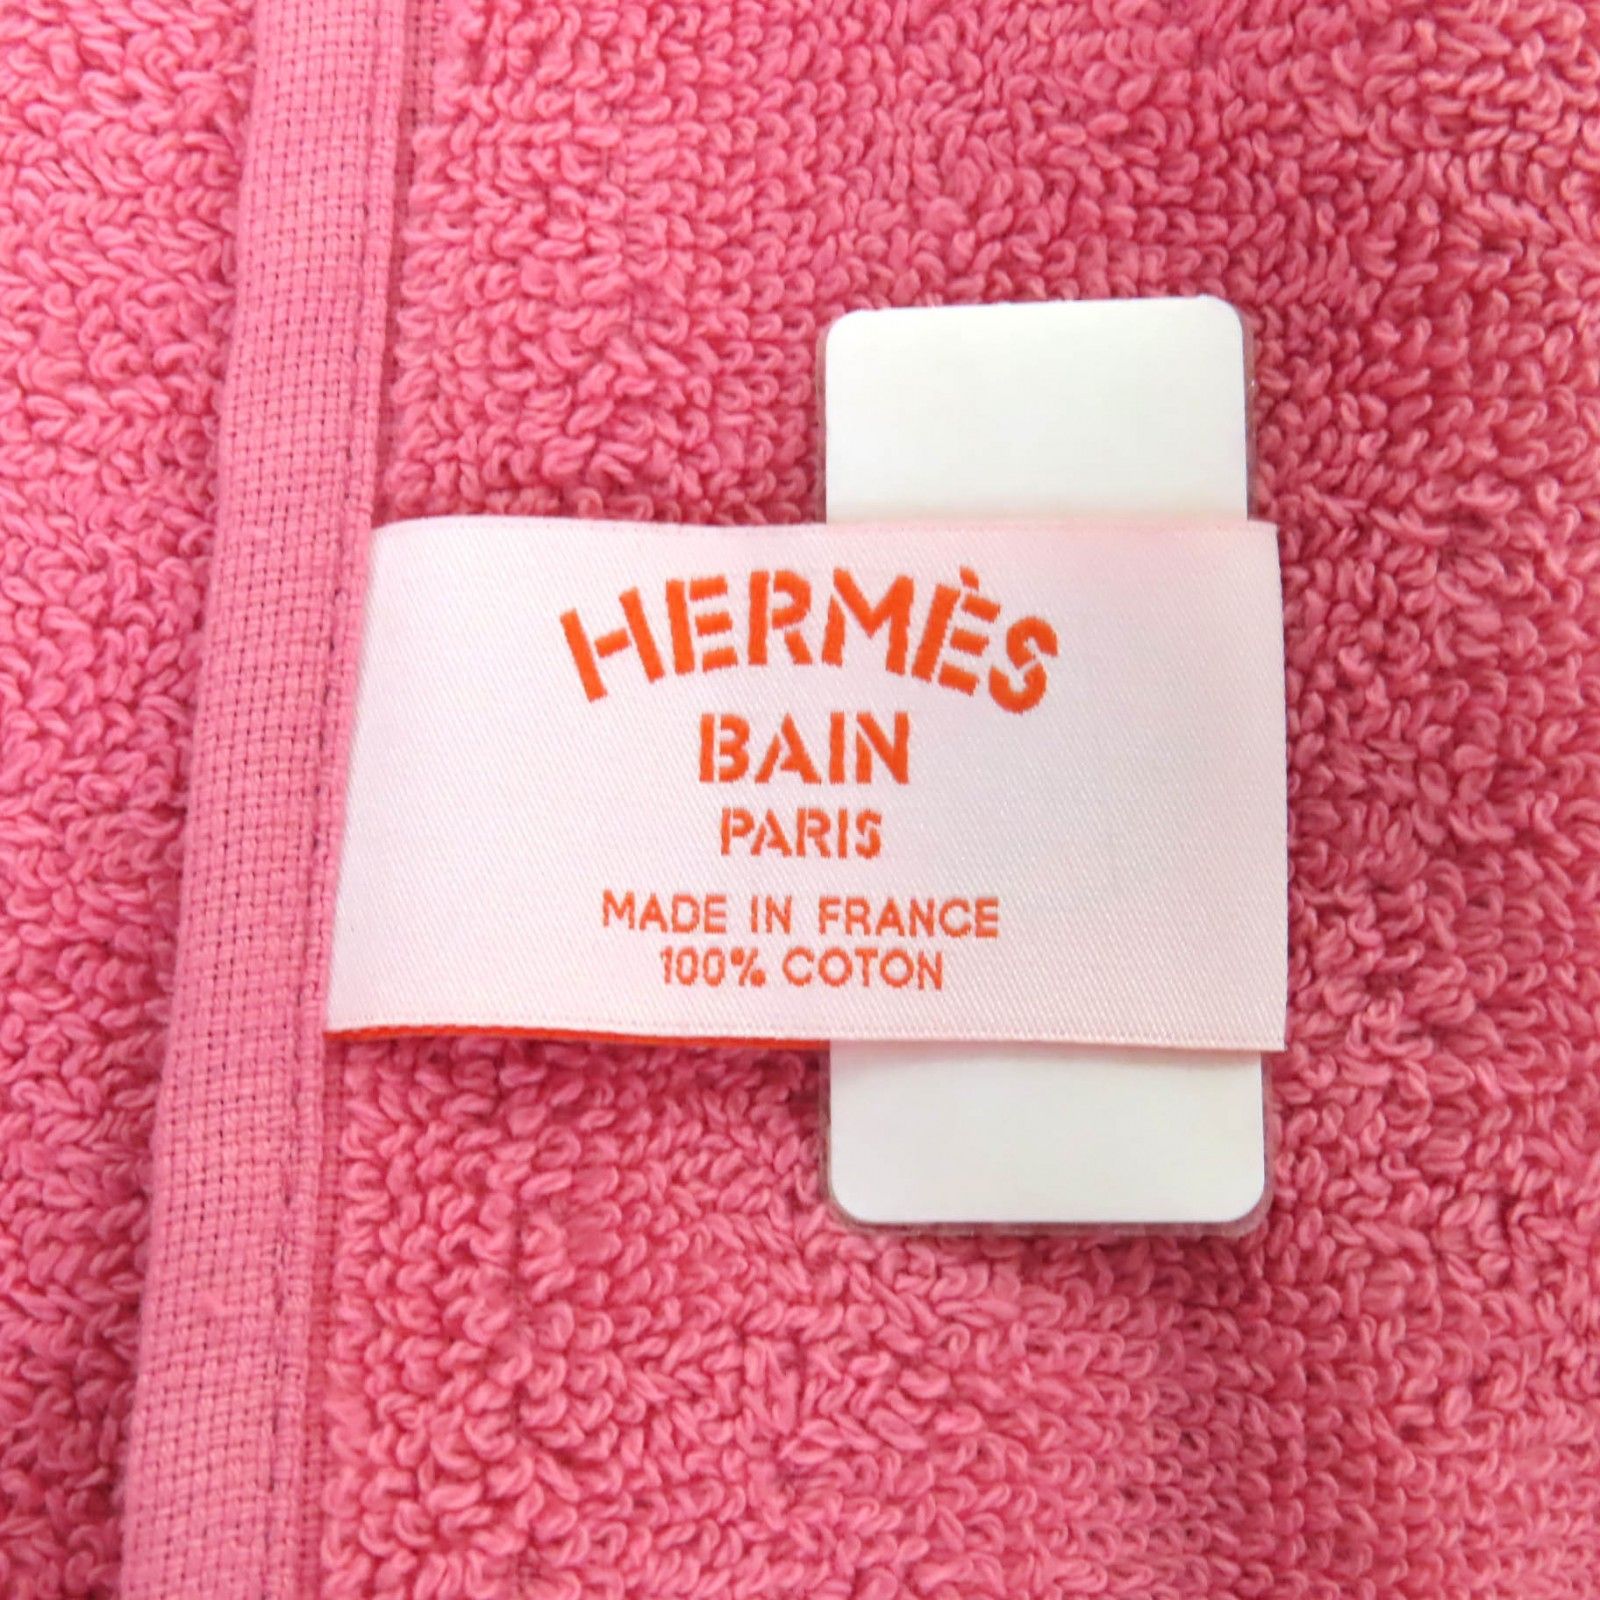 HERMÈS
BAIN
PARIS
MADE IN FRANCE
100% COTON